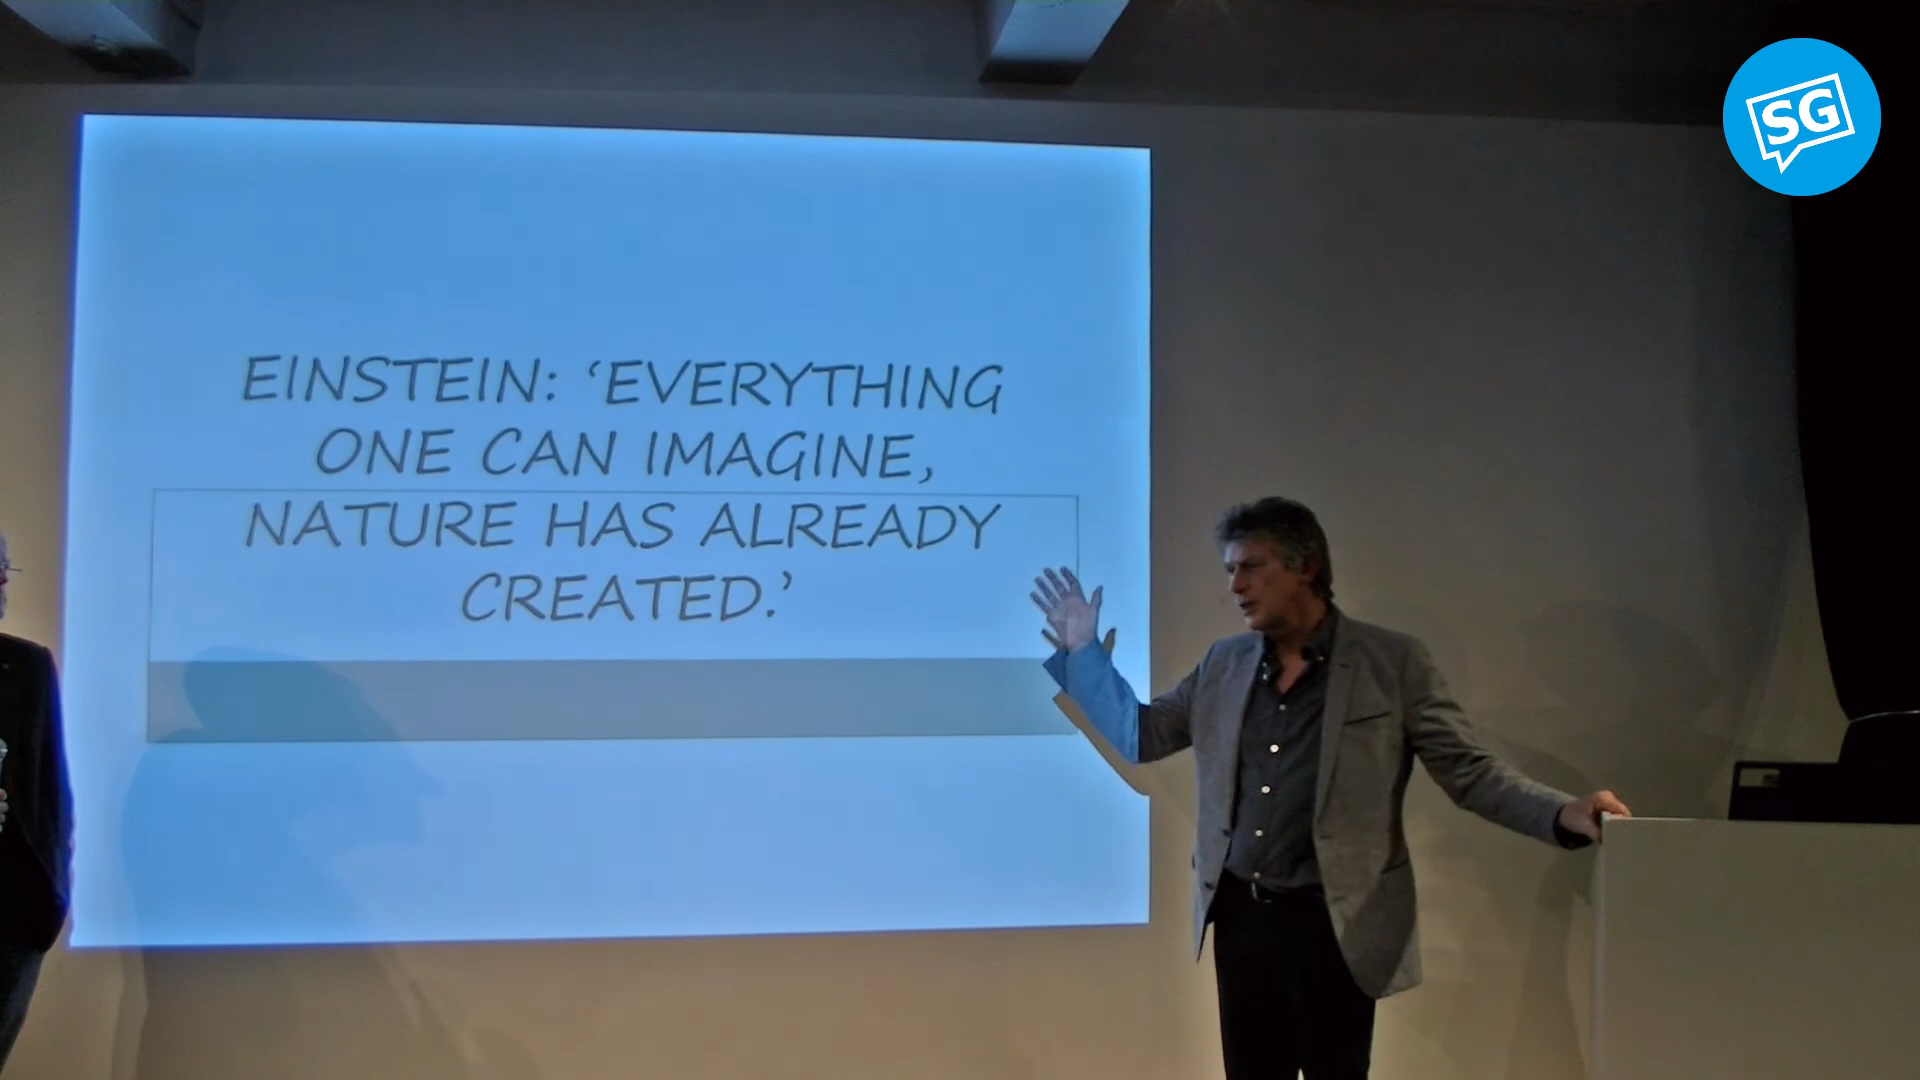 SG
EINSTEIN: ‘EVERYTHING
ONE CAN IMAGINE,
NATURE HAS ALREADY
CREATED.’